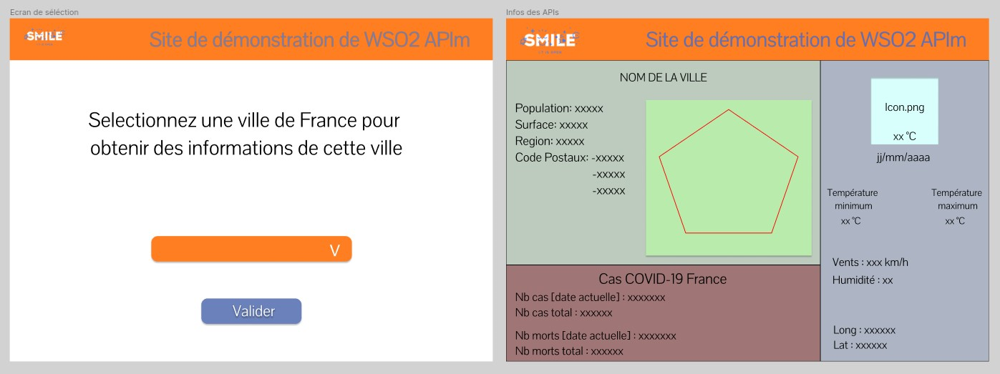 Ecran de séléction
SMILE
Site de démonstration de WSO2 APIm
Selectionnez une ville de France pour
obtenir des informations de cette ville
V
Valider
Infos des APIs
SMILE
Site de démonstration de WSO2 APIm
NOM DE LA VILLE
Population: xxxxx
Surface: xxxxx
Region: xxxxx
Code Postaux: -xxxxx
-xxxxx
-xxxxx
Cas COVID-19 France
Nb cas [date actuelle] : xxxxxxx
Nb cas total : xxxxxx
Nb morts [date actuelle] : xxxxxxx
Nb morts total : xxxxxx
Icon.png
xx °C
jj/mm/aaaa
Température
minimum
xx °C
Température
maximum
xx °C
Vents : xxx km/h
Humidité : xx
Long : xxxxxx
Lat : xxxxxx